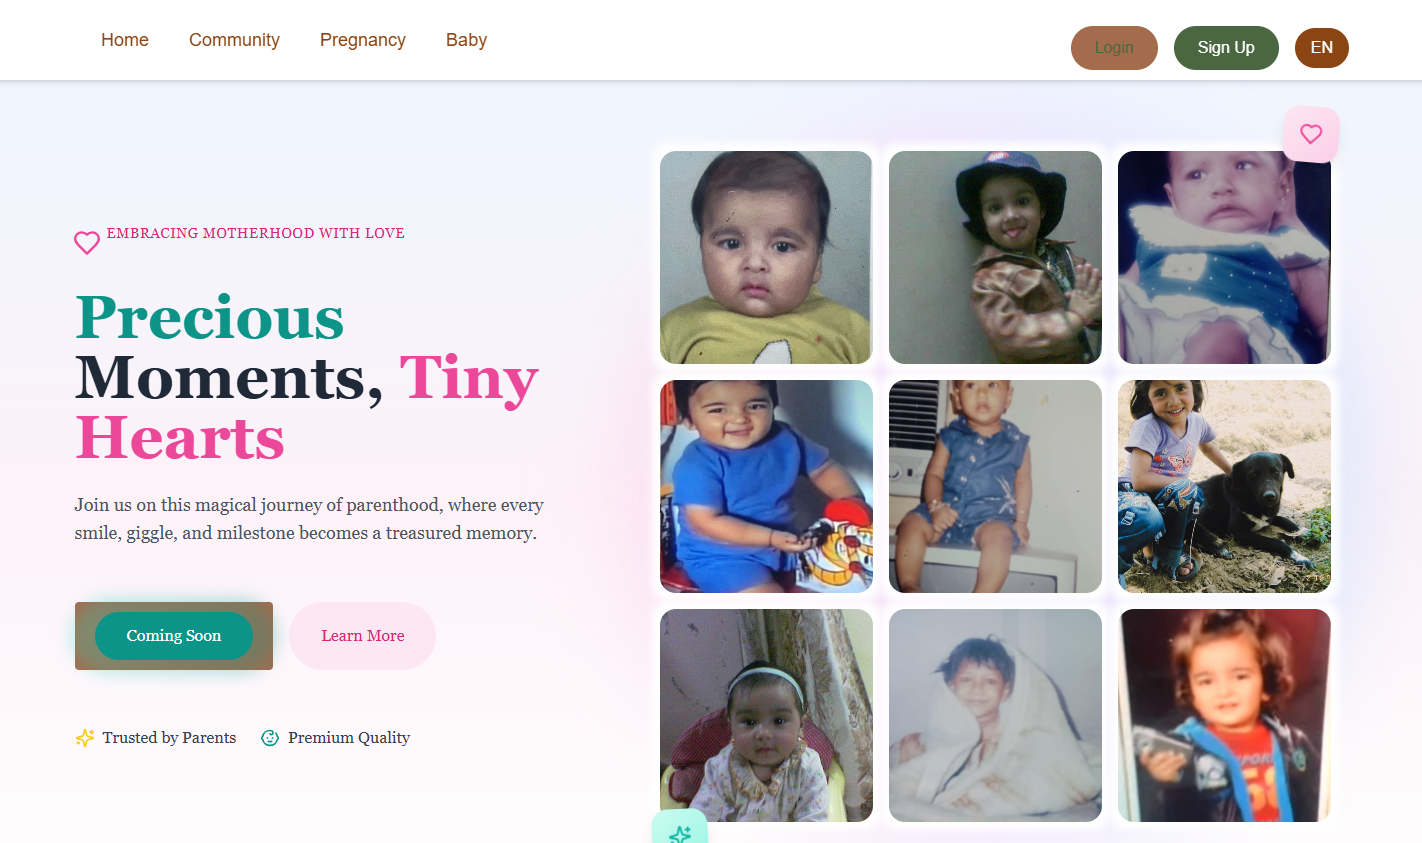 Home Community Pregnancy Baby Login Sign Up EN
EMBRACING MOTHERHOOD WITH LOVE
Precious
Moments, Tiny
Hearts
Join us on this magical journey of parenthood, where every
smile, giggle, and milestone becomes a treasured memory.
Coming Soon Learn More
Trusted by Parents Premium Quality